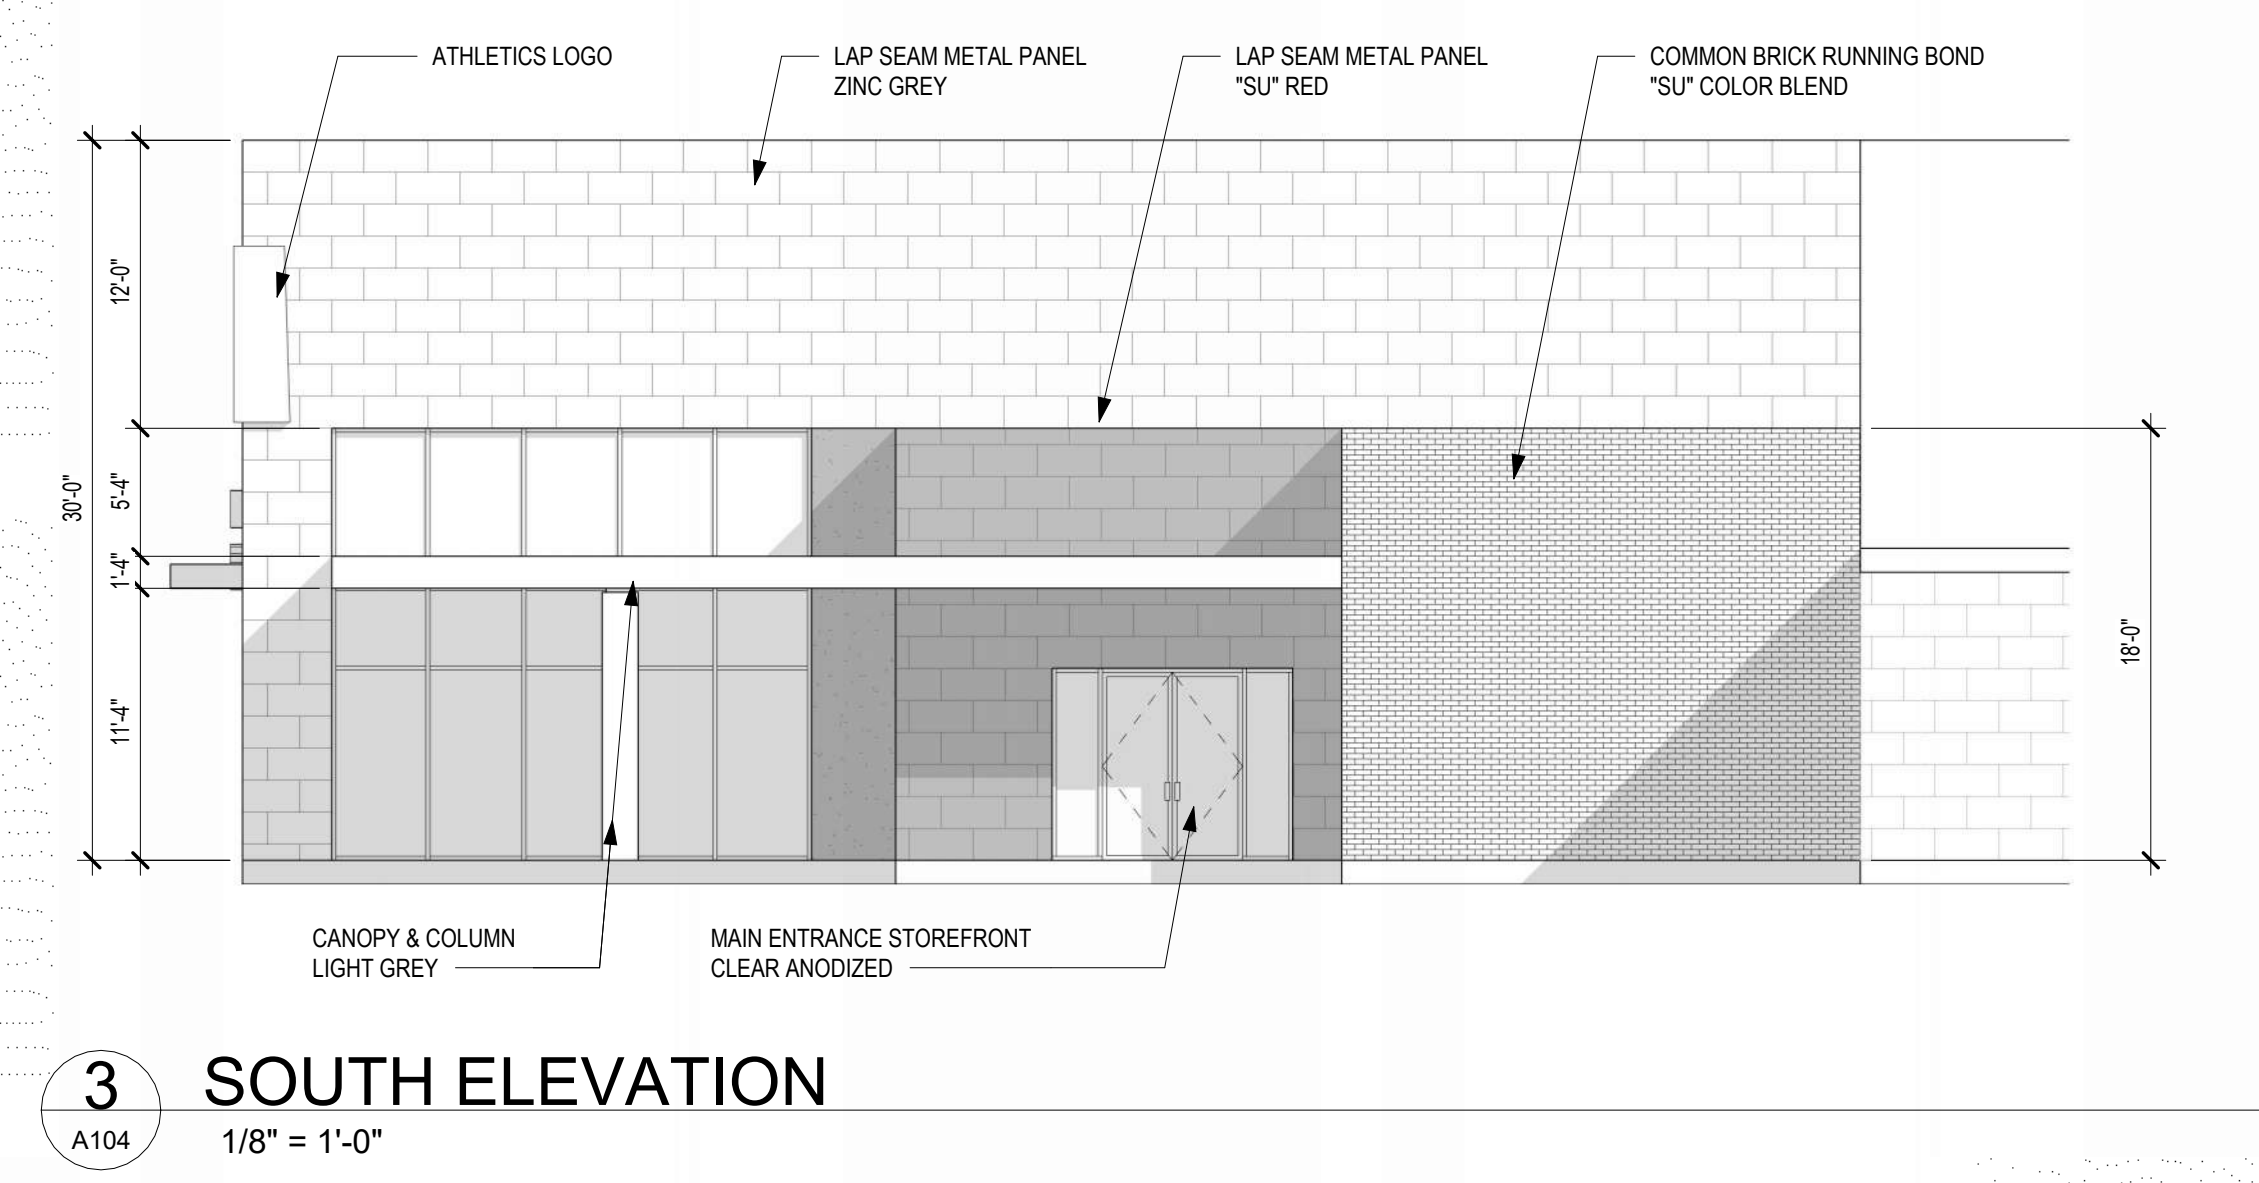 ATHLETICS LOGO
LAP SEAM METAL PANEL
ZINC GREY
LAP SEAM METAL PANEL
"SU" RED
COMMON BRICK RUNNING BOND
"SU" COLOR BLEND
30'-0"
12'-0"
5'-4"
1'-4"
11'-4"
18'-0"
CANOPY & COLUMN
LIGHT GREY
MAIN ENTRANCE STOREFRONT
CLEAR ANODIZED
3
A104
SOUTH ELEVATION
1/8" = 1'-0"